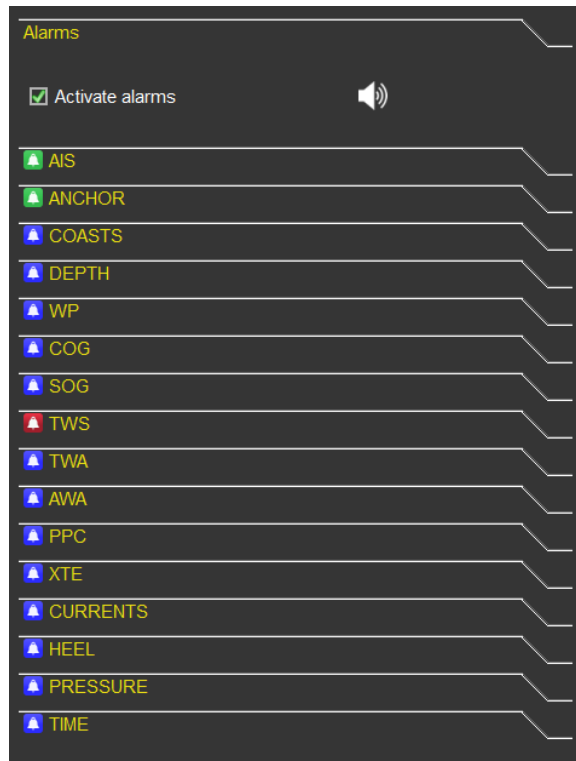 Alarms
Activate alarms
AIS
ANCHOR
COASTS
DEPTH
WP
COG
SOG
TWS
TWA
AWA
PPC
XTE
CURRENTS
HEEL
PRESSURE
TIME